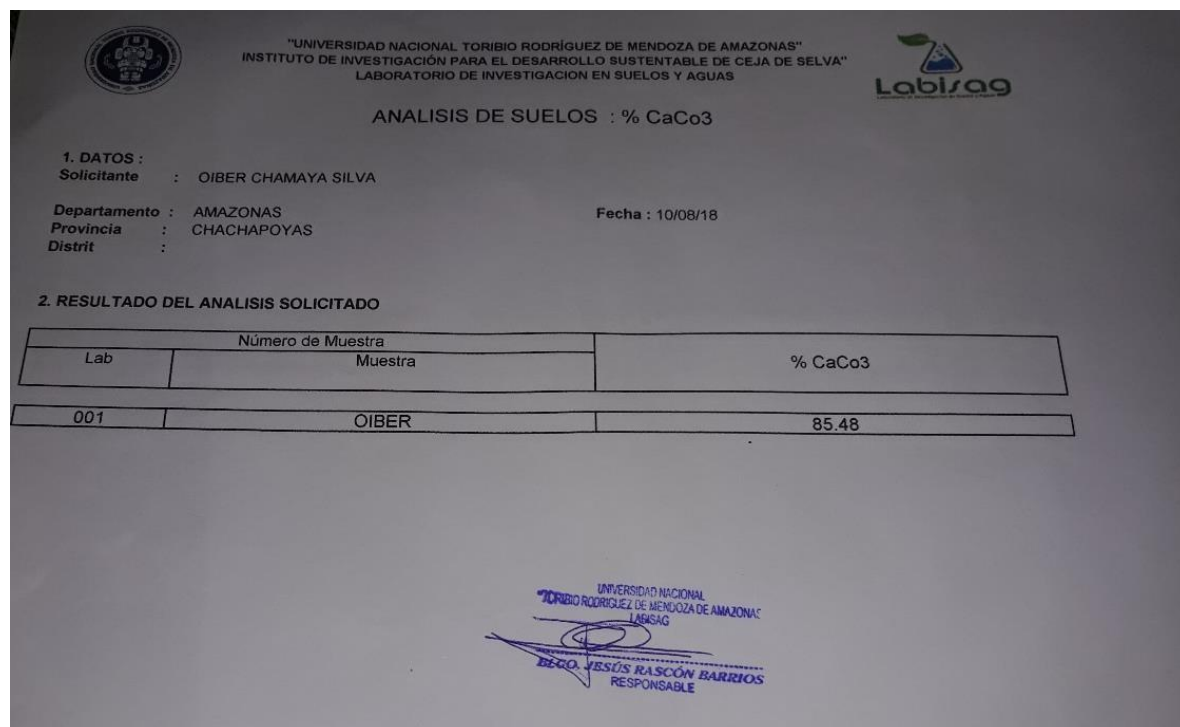 "UNIVERSIDAD NACIONAL TORIBIO RODRÍGUEZ DE MENDOZA DE AMAZONAS"
INSTITUTO DE INVESTIGACIÓN PARA EL DESARROLLO SUSTENTABLE DE CEJA DE SELVA"
LABORATORIO DE INVESTIGACION EN SUELOS Y AGUAS
Labisag
ANALISIS DE SUELOS : % CaCo3
1. DATOS :
Solicitante : OIBER CHAMAYA SILVA
Departamento : AMAZONAS Fecha : 10/08/18
Provincia : CHACHAPOYAS
Distrit :
2. RESULTADO DEL ANALISIS SOLICITADO
Número de Muestra
Lab Muestra % CaCo3
001 OIBER 85.48
UNIVERSIDAD NACIONAL
"TORIBIO RODRIGUEZ DE MENDOZA DE AMAZONAS
LABISAG
BLGO. JESÚS RASCÓN BARRIOS
RESPONSABLE